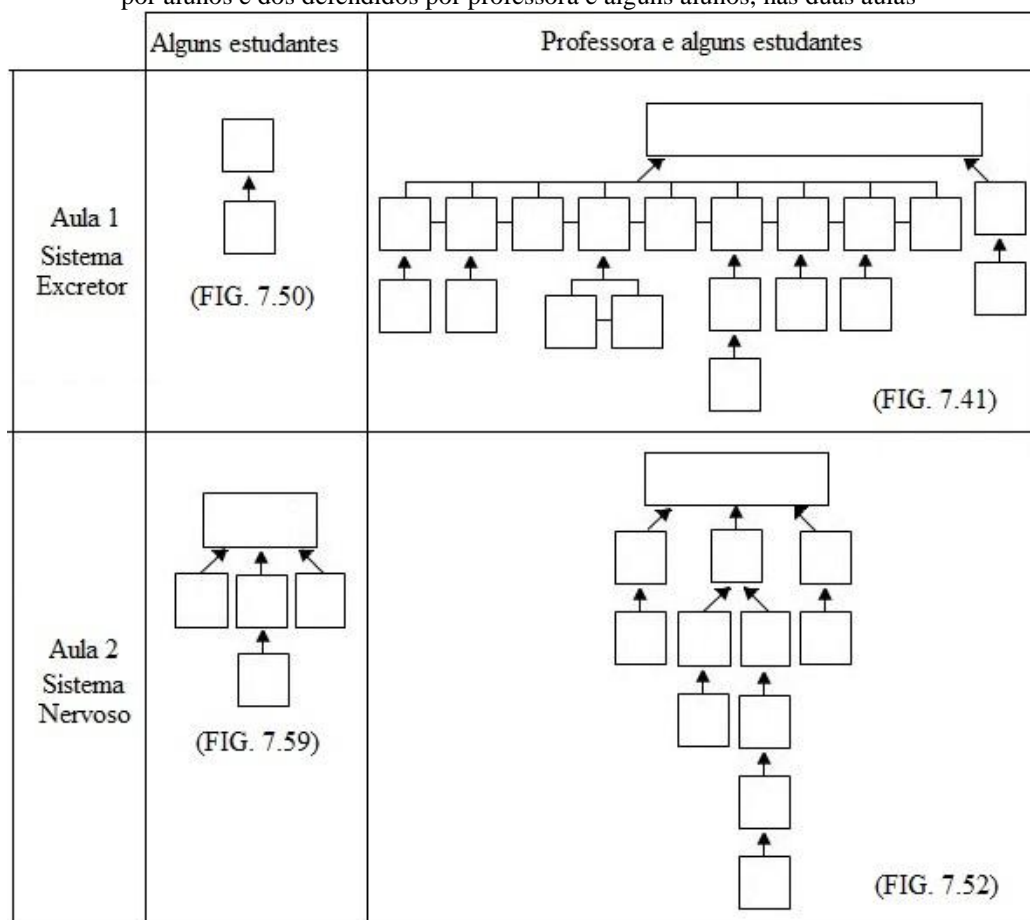 por alunos e dos defendidos por professora e alguns alunos, nas duas aulas
Alguns estudantes
Professora e alguns estudantes
Aula 1
Sistema
Excretor
(FIG. 7.50)
(FIG. 7.41)
Aula 2
Sistema
Nervoso
(FIG. 7.59)
(FIG. 7.52)